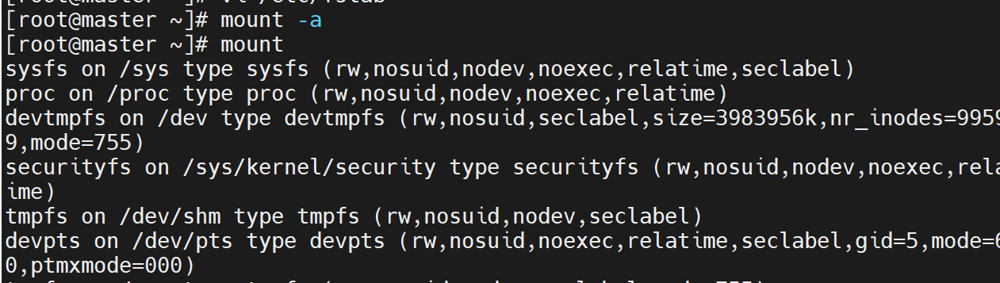 [root@master ~]# vi /etc/fstab
[root@master ~]# mount -a
[root@master ~]# mount
sysfs on /sys type sysfs (rw,nosuid,nodev,noexec,relatime,seclabel)
proc on /proc type proc (rw,nosuid,nodev,noexec,relatime)
devtmpfs on /dev type devtmpfs (rw,nosuid,seclabel,size=3983956k,nr_inodes=9959
9,mode=755)
securityfs on /sys/kernel/security type securityfs (rw,nosuid,nodev,noexec,rela
ime)
tmpfs on /dev/shm type tmpfs (rw,nosuid,nodev,seclabel)
devpts on /dev/pts type devpts (rw,nosuid,noexec,relatime,seclabel,gid=5,mode=6
0,ptmxmode=000)